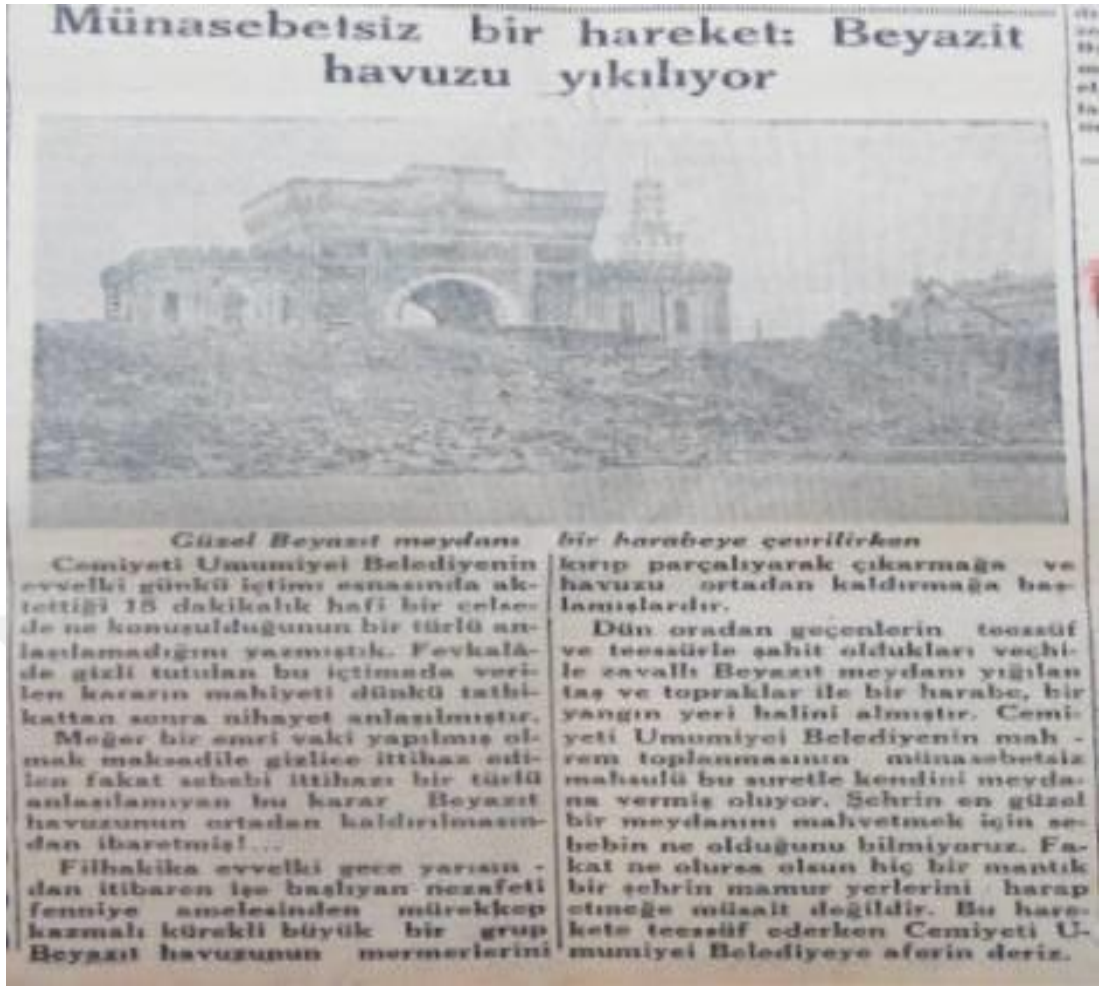 Münasebetsiz bir hareket: Beyazit
havuzu yıkılıyor
Güzel Beyazıt meydanı bir harabeye çevrilirken
Cemiyeti Umumiyei Belediyenin
evvelki günkü içtimı esnasında ak-
tettiği 15 dakikalık hafi bir celse-
de ne konuşulduğunun bir türlü an-
laşılamadığını yazmıştık. Fevkalâ-
de gizli tutulan bu içtimada veri-
len kararın mahiyeti dünkü tatbi-
kattan sonra nihayet anlaşılmıştır.
Meğer bir emri vaki yapılmış ol-
mak maksadile gizlice ittihaz edi-
len fakat sebebi ittihazı bir türlü
anlaşılamıyan bu karar Beyazıt
havuzunun ortadan kaldırılmasın-
dan ibaretmiş!...
Filhakika evvelki gece yarısın -
dan itibaren işe başlıyan nezafeti
fenniye amelesinden mürekkep
kazmalı kürekli büyük bir grup
Beyazıt havuzunun mermerlerini
kırıp parçalıyarak çıkarmağa ve
havuzu ortadan kaldırmağa baş-
lamışlardır.
Dün oradan geçenlerin teessüf
ve teessürle şahit oldukları veçhi-
le zavallı Beyazıt meydanı yığılan
taş ve topraklar ile bir harabe, bir
yangın yeri halini almıştır. Cemi-
yeti Umumiyei Belediyenin mah -
rem toplanmasının münasebetsiz
mahsulü bu suretle kendini meyda-
na vermiş oluyor. Şehrin en güzel
bir meydanını mahvetmek için se-
bebin ne olduğunu bilmiyoruz. Fa-
kat ne olursa olsun hiç bir mantık
bir şehrin mamur yerlerini harap
etmeğe müsait değildir. Bu hare-
kete teessüf ederken Cemiyeti U-
mumiyei Belediyeye aferin deriz.